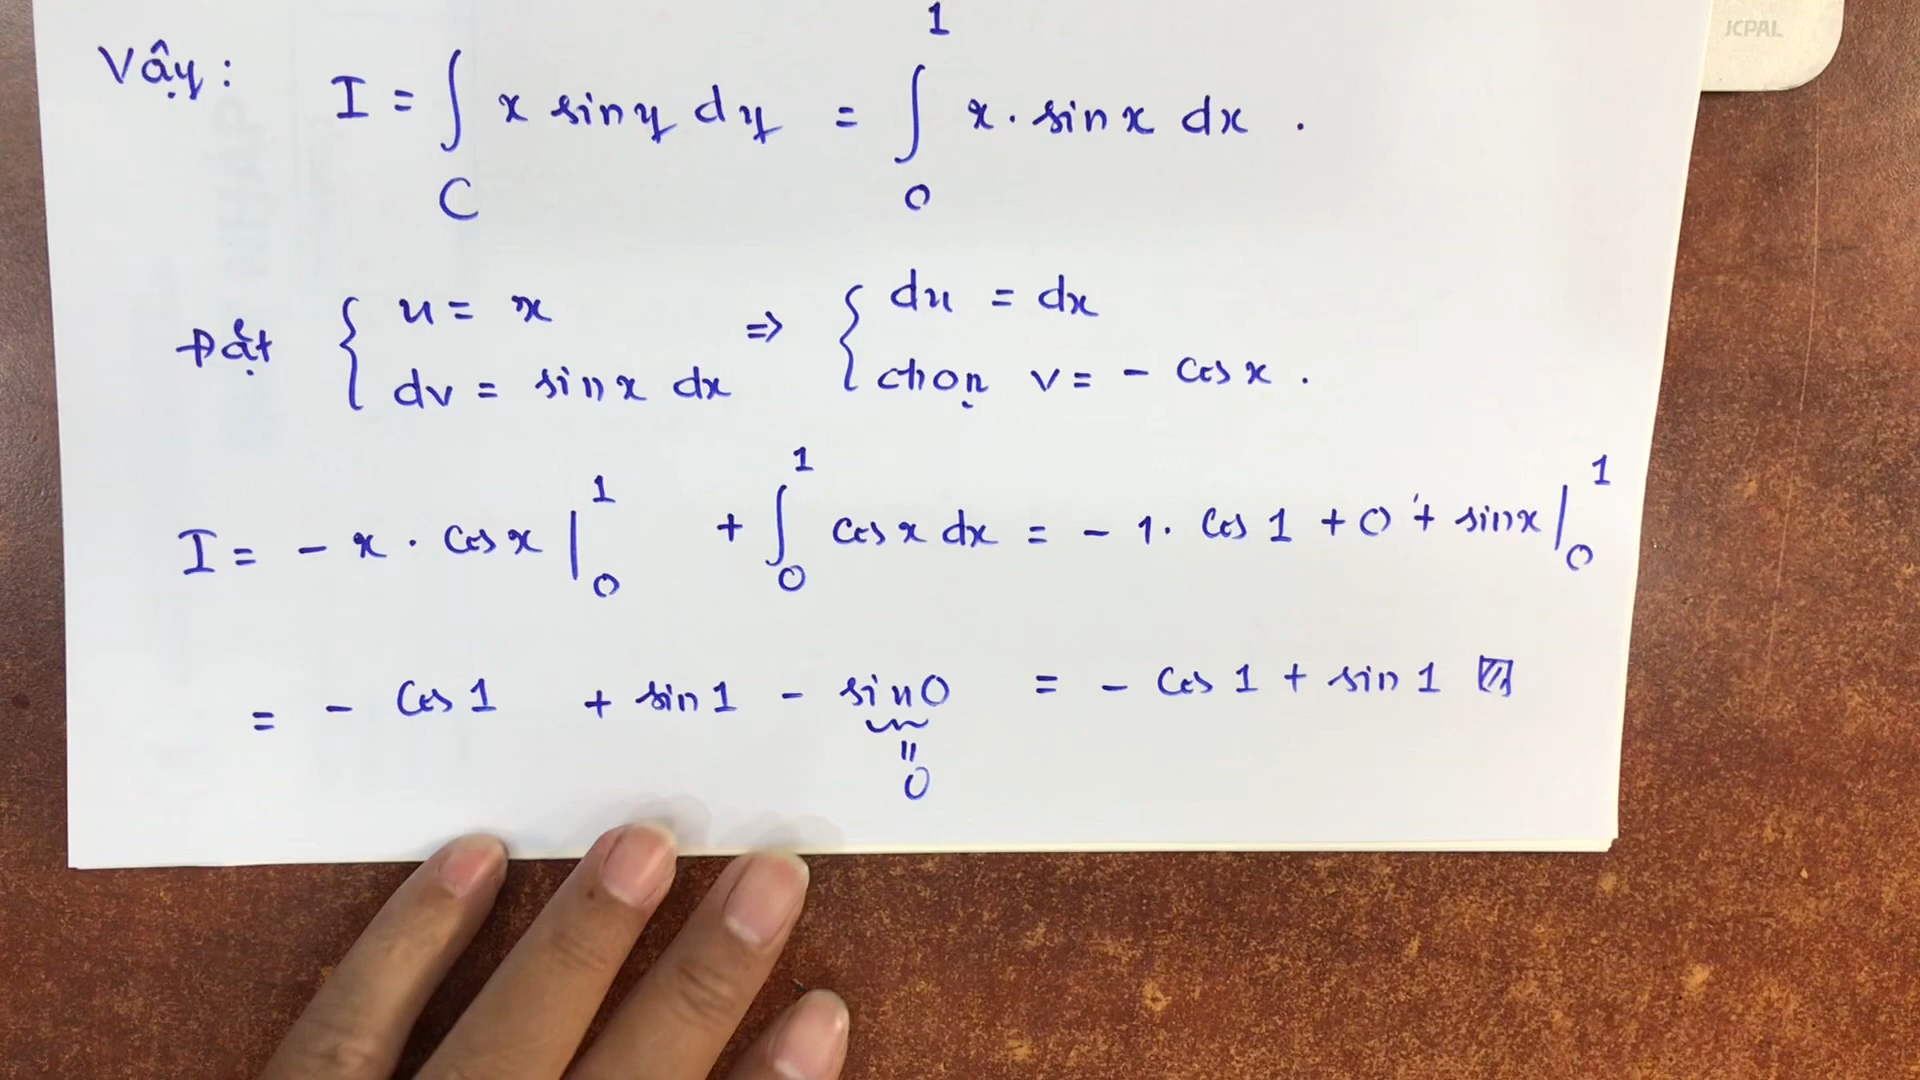 JCPAL
Vậy: I = ∫_C x sin y dy = ∫_0^1 x . sin x dx .
Đặt { u = x ; dv = sin x dx ⇒ { du = dx ; chọn v = - cos x .
I = - x . cos x |_0^1 + ∫_0^1 cos x dx = - 1 . cos 1 + 0 + sin x |_0^1
= - cos 1 + sin 1 - sin 0 = - cos 1 + sin 1
"
0